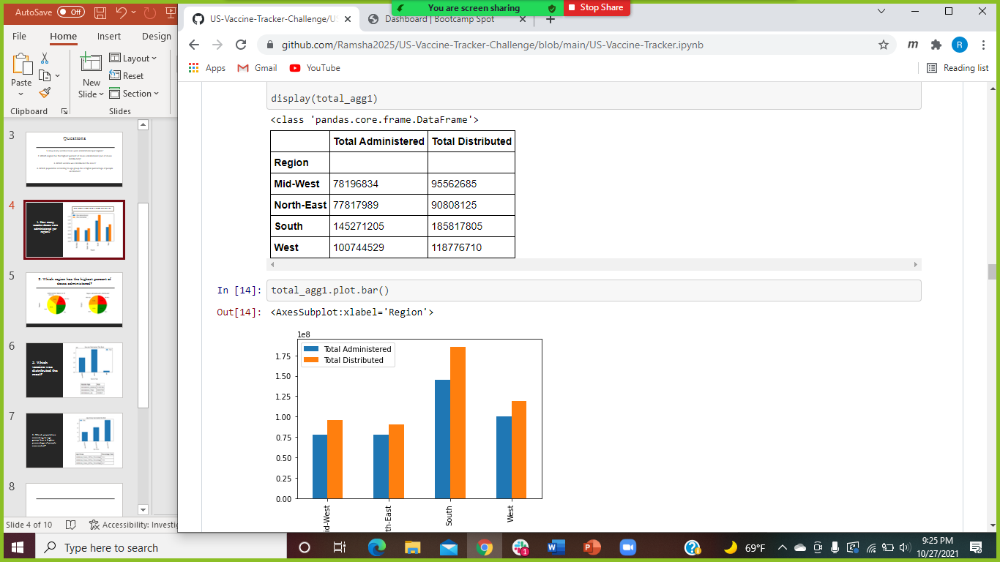 You are screen sharing
Stop Share
AutoSave Off
File Home Insert Design
Paste
Clipboard
New Slide
Layout
Reset
Section
Slides
3
Questions
4
1. How many vaccine doses were administered per region?
5
2. Which region has the highest percent of doses administered?
6
3. Which vaccine was distributed the most?
7
8
Slide 4 of 10
US-Vaccine-Tracker-Challenge/U
Dashboard | Bootcamp Spot
github.com/Ramsha2025/US-Vaccine-Tracker-Challenge/blob/main/US-Vaccine-Tracker.ipynb
m
R
Apps Gmail YouTube
Reading list
display(total_agg1)
<class 'pandas.core.frame.DataFrame'>
Total Administered Total Distributed
Region
Mid-West 78196834 95562685
North-East 77817989 90808125
South 145271205 185817805
West 100744529 118776710
In [14]: total_agg1.plot.bar()
Out[14]: <AxesSubplot:xlabel='Region'>
1e8
Total Administered
Total Distributed
1.75
1.50
1.25
1.00
0.75
0.50
0.25
0.00
South
West
Type here to search
1
69°F
9:25 PM
10/27/2021